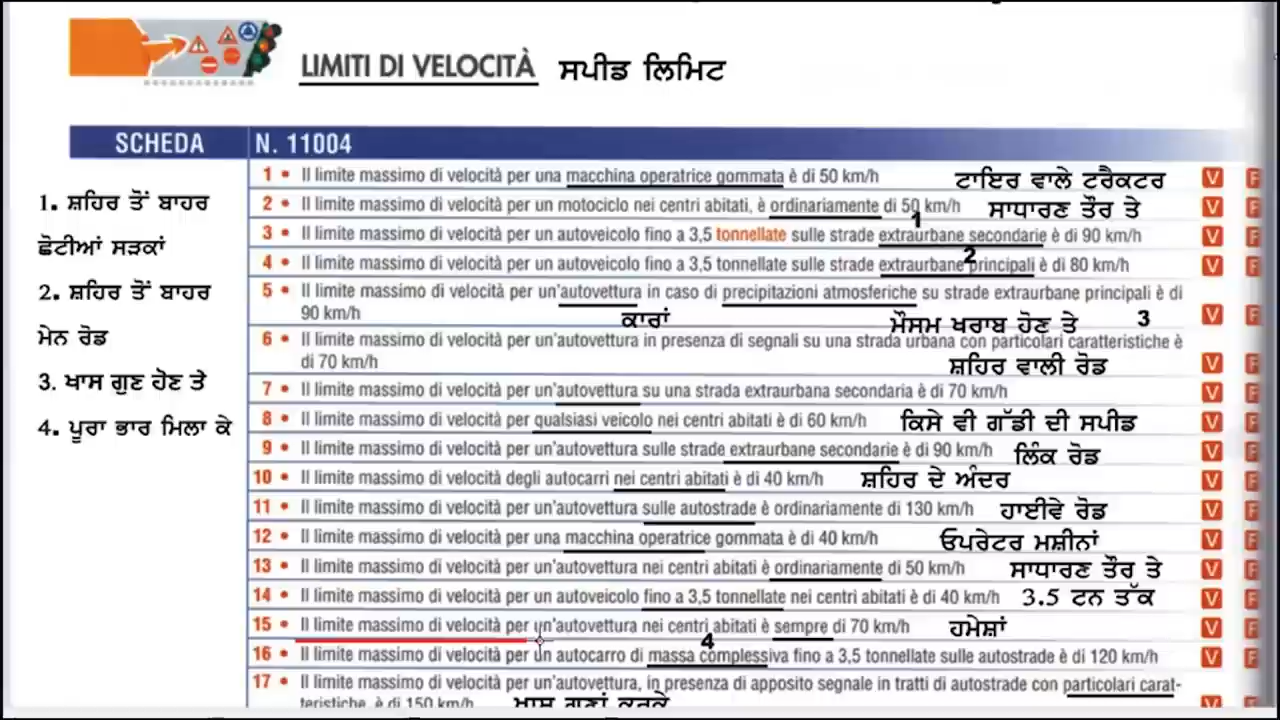 LIMITI DI VELOCITÀ ਸਪੀਡ ਲਿਮਿਟ
SCHEDA N. 11004
1 • Il limite massimo di velocità per una macchina operatrice gommata è di 50 km/h ਟਾਇਰ ਵਾਲੇ ਟਰੈਕਟਰ V F
2 • Il limite massimo di velocità per un motociclo nei centri abitati, è ordinariamente di 50 km/h ਸਾਧਾਰਣ ਤੌਰ ਤੇ V F
1
3 • Il limite massimo di velocità per un autoveicolo fino a 3,5 tonnellate sulle strade extraurbane secondarie è di 90 km/h V F
2
4 • Il limite massimo di velocità per un autoveicolo fino a 3,5 tonnellate sulle strade extraurbane principali è di 80 km/h V F
5 • Il limite massimo di velocità per un'autovettura in caso di precipitazioni atmosferiche su strade extraurbane principali è di
90 km/h ਕਾਰਾਂ ਮੌਸਮ ਖਰਾਬ ਹੋਣ ਤੇ 3 V F
6 • Il limite massimo di velocità per un'autovettura in presenza di segnali su una strada urbana con particolari caratteristiche è
di 70 km/h ਸ਼ਹਿਰ ਵਾਲੀ ਰੋਡ V F
7 • Il limite massimo di velocità per un'autovettura su una strada extraurbana secondaria è di 70 km/h V F
8 • Il limite massimo di velocità per qualsiasi veicolo nei centri abitati è di 60 km/h ਕਿਸੇ ਵੀ ਗੱਡੀ ਦੀ ਸਪੀਡ V F
9 • Il limite massimo di velocità per un'autovettura sulle strade extraurbane secondarie è di 90 km/h ਲਿੰਕ ਰੋਡ V F
10 • Il limite massimo di velocità degli autocarri nei centri abitati è di 40 km/h ਸ਼ਹਿਰ ਦੇ ਅੰਦਰ V F
11 • Il limite massimo di velocità per un'autovettura sulle autostrade è ordinariamente di 130 km/h ਹਾਈਵੇ ਰੋਡ V F
12 • Il limite massimo di velocità per una macchina operatrice gommata è di 40 km/h ਓਪਰੇਟਰ ਮਸ਼ੀਨਾਂ V F
13 • Il limite massimo di velocità per un'autovettura nei centri abitati è ordinariamente di 50 km/h ਸਾਧਾਰਣ ਤੌਰ ਤੇ V F
14 • Il limite massimo di velocità per un autoveicolo fino a 3,5 tonnellate nei centri abitati è di 40 km/h 3.5 ਟਨ ਤੱਕ V F
15 • Il limite massimo di velocità per un'autovettura nei centri abitati è sempre di 70 km/h ਹਮੇਸ਼ਾਂ V F
4
16 • Il limite massimo di velocità per un autocarro di massa complessiva fino a 3,5 tonnellate sulle autostrade è di 120 km/h V F
17 • Il limite massimo di velocità per un'autovettura, in presenza di apposito segnale in tratti di autostrade con particolari carat-
teristiche, è di 150 km/h ਖਾਸ ਗੁਣਾਂ ਕਰਕੇ V F
1. ਸ਼ਹਿਰ ਤੋਂ ਬਾਹਰ
ਛੋਟੀਆਂ ਸੜਕਾਂ
2. ਸ਼ਹਿਰ ਤੋਂ ਬਾਹਰ
ਮੇਨ ਰੋਡ
3. ਖਾਸ ਗੁਣ ਹੋਣ ਤੇ
4. ਪੂਰਾ ਭਾਰ ਮਿਲਾ ਕੇ